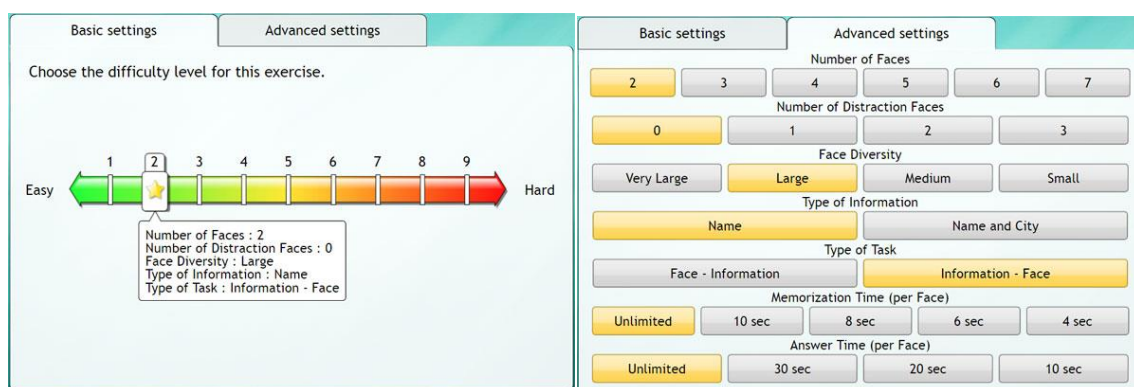 Basic settings
Advanced settings
Choose the difficulty level for this exercise.
1 2 3 4 5 6 7 8 9
Easy
Hard
Number of Faces : 2
Number of Distraction Faces : 0
Face Diversity : Large
Type of Information : Name
Type of Task : Information - Face
Basic settings
Advanced settings
Number of Faces
2 3 4 5 6 7
Number of Distraction Faces
0 1 2 3
Face Diversity
Very Large Large Medium Small
Type of Information
Name Name and City
Type of Task
Face - Information Information - Face
Memorization Time (per Face)
Unlimited 10 sec 8 sec 6 sec 4 sec
Answer Time (per Face)
Unlimited 30 sec 20 sec 10 sec